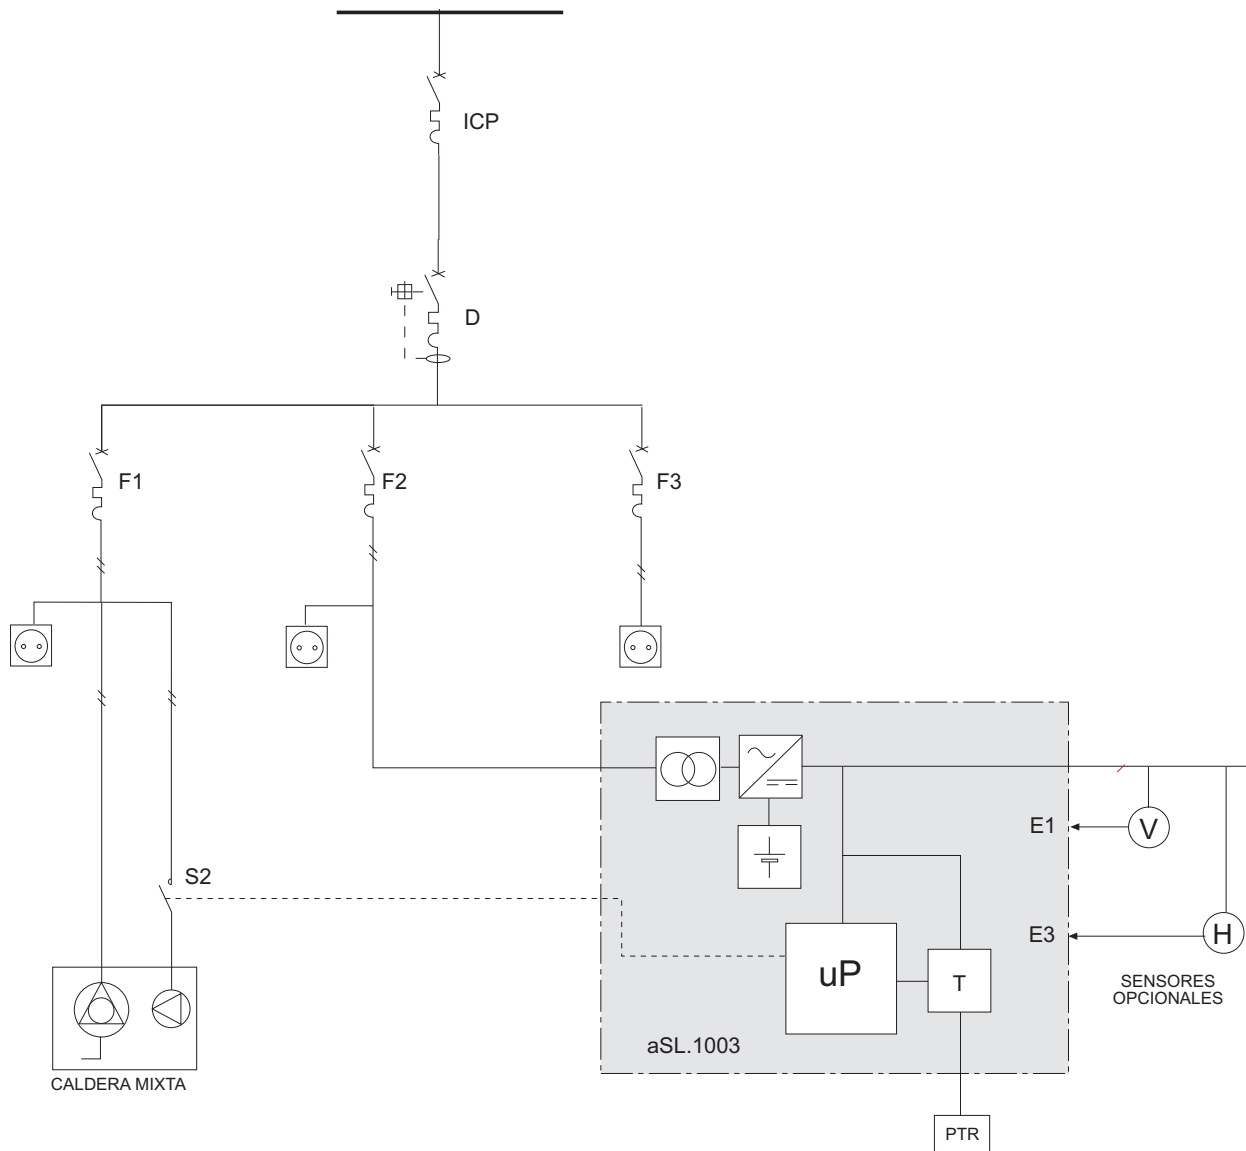 ICP
D
F1
F2
F3
E1
V
S2
E3
H
uP
T
SENSORES
OPCIONALES
aSL.1003
CALDERA MIXTA
PTR